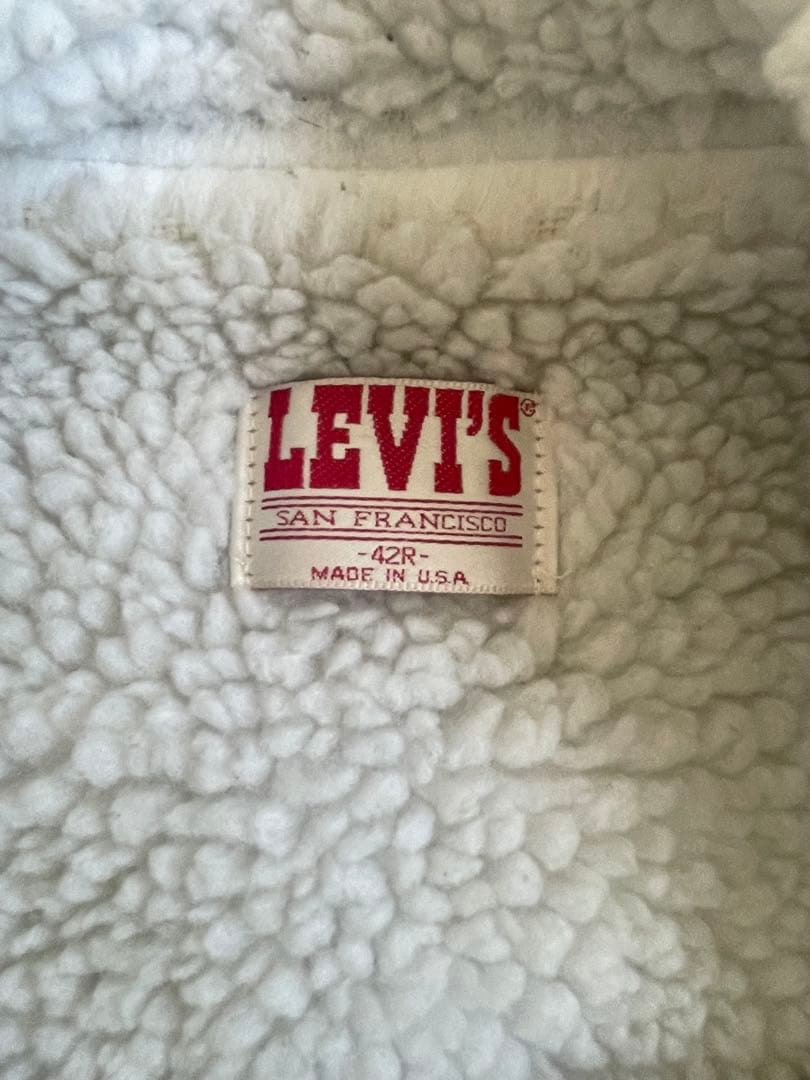 LEVI'S®
SAN FRANCISCO
-42R-
MADE IN U.S.A.